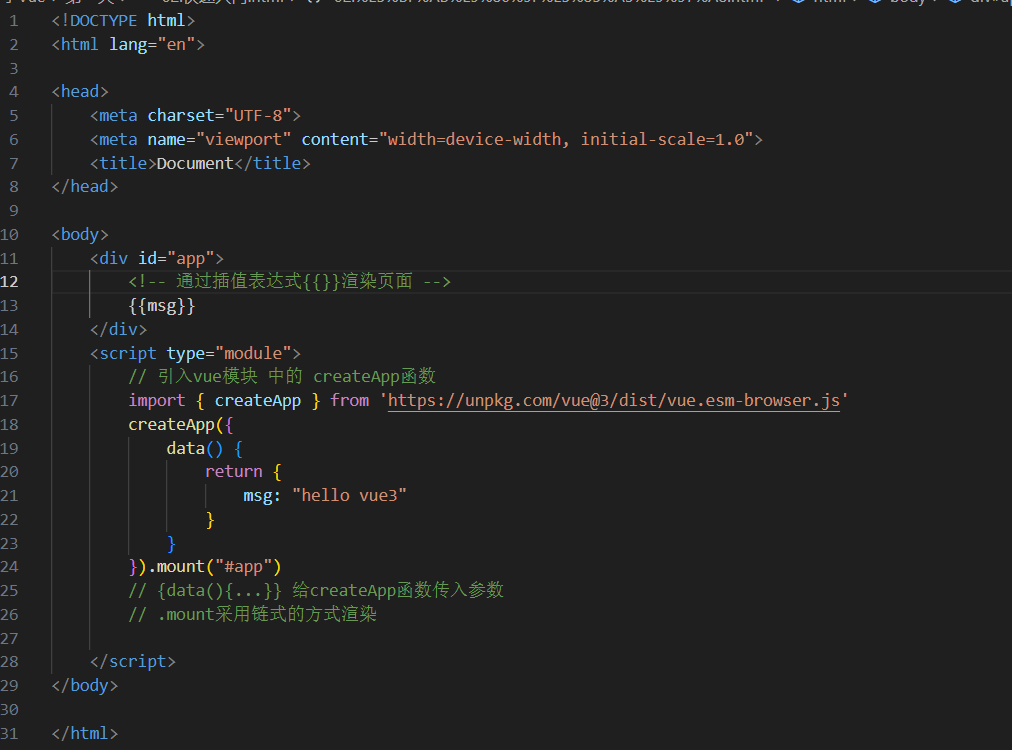 1 <!DOCTYPE html>
2 <html lang="en">
3
4 <head>
5 <meta charset="UTF-8">
6 <meta name="viewport" content="width=device-width, initial-scale=1.0">
7 <title>Document</title>
8 </head>
9
10 <body>
11 <div id="app">
12 <!-- 通过插值表达式{{}}渲染页面 -->
13 {{msg}}
14 </div>
15 <script type="module">
16 // 引入vue模块 中的 createApp函数
17 import { createApp } from 'https://unpkg.com/vue@3/dist/vue.esm-browser.js'
18 createApp({
19 data() {
20 return {
21 msg: "hello vue3"
22 }
23 }
24 }).mount("#app")
25 // {data(){...}} 给createApp函数传入参数
26 // .mount采用链式的方式渲染
27
28 </script>
29 </body>
30
31 </html>